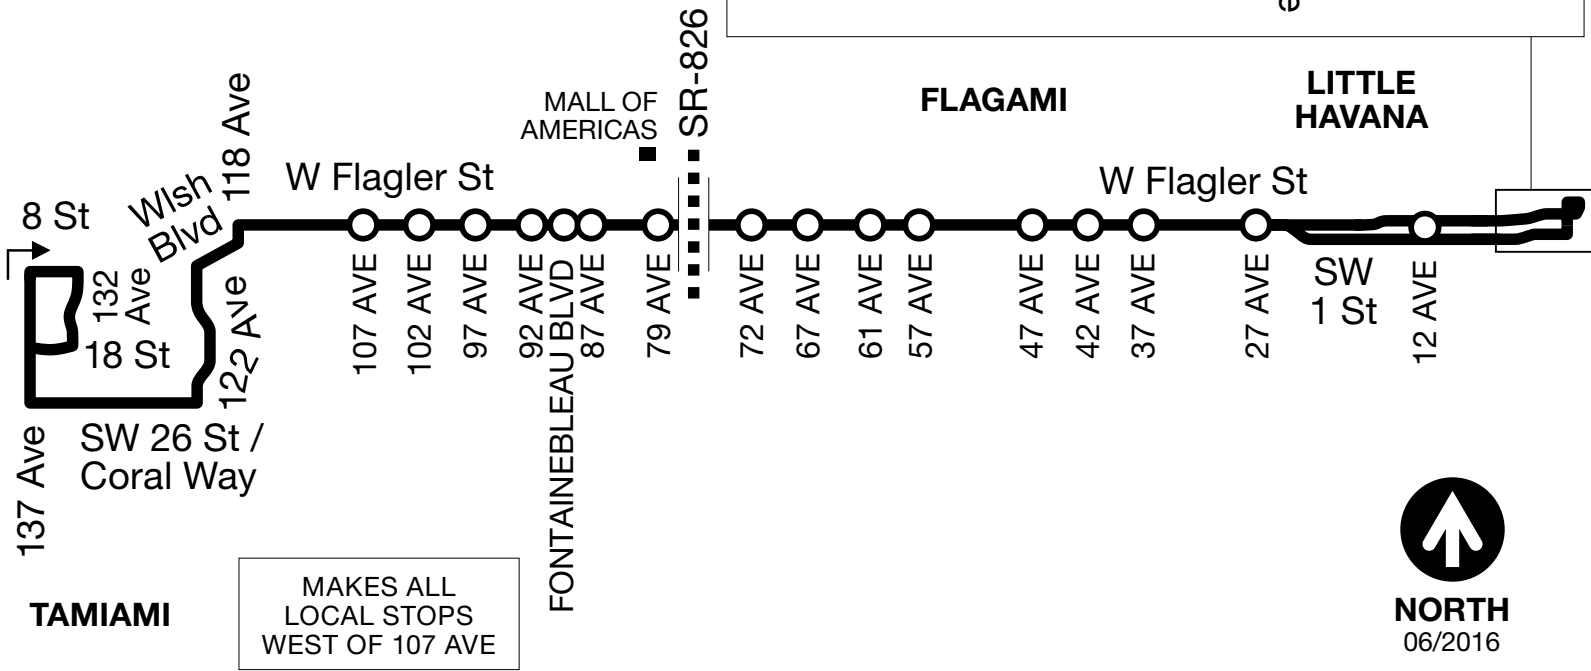 e
SR-826
MALL OF
AMERICAS
FLAGAMI
LITTLE
HAVANA
118 Ave
W Flagler St
W Flagler St
Wlsh
Blvd
8 St
132
Ave
18 St
122 Ave
107 AVE
102 AVE
97 AVE
92 AVE
FONTAINEBLEAU BLVD
87 AVE
79 AVE
72 AVE
67 AVE
61 AVE
57 AVE
47 AVE
42 AVE
37 AVE
27 AVE
SW
1 St
12 AVE
137 Ave
SW 26 St /
Coral Way
TAMIAMI
MAKES ALL
LOCAL STOPS
WEST OF 107 AVE
NORTH
06/2016